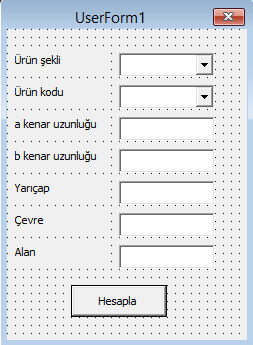 UserForm1
Ürün şekli
Ürün kodu
a kenar uzunluğu
b kenar uzunluğu
Yarıçap
Çevre
Alan
Hesapla